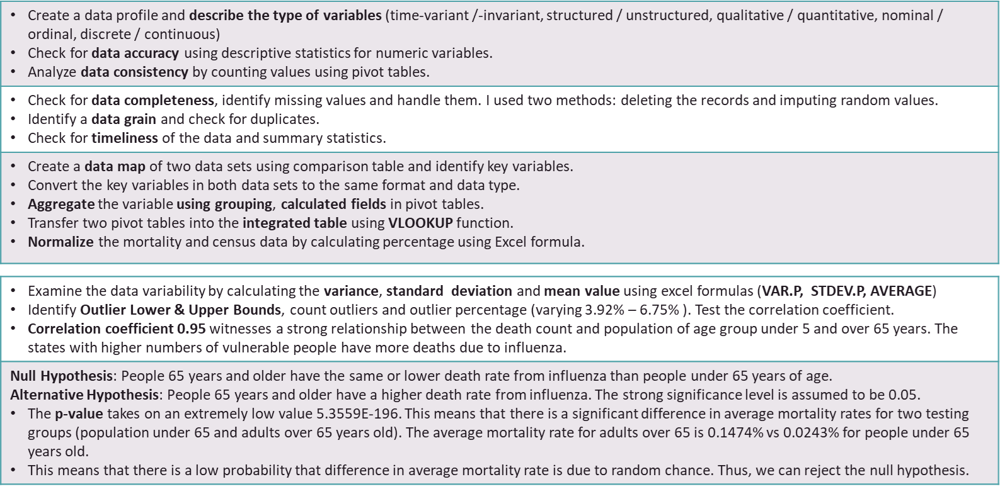 • Create a data profile and describe the type of variables (time-variant /-invariant, structured / unstructured, qualitative / quantitative, nominal /
ordinal, discrete / continuous)
• Check for data accuracy using descriptive statistics for numeric variables.
• Analyze data consistency by counting values using pivot tables.
• Check for data completeness, identify missing values and handle them. I used two methods: deleting the records and imputing random values.
• Identify a data grain and check for duplicates.
• Check for timeliness of the data and summary statistics.
• Create a data map of two data sets using comparison table and identify key variables.
• Convert the key variables in both data sets to the same format and data type.
• Aggregate the variable using grouping, calculated fields in pivot tables.
• Transfer two pivot tables into the integrated table using VLOOKUP function.
• Normalize the mortality and census data by calculating percentage using Excel formula.
• Examine the data variability by calculating the variance, standard deviation and mean value using excel formulas (VAR.P, STDEV.P, AVERAGE)
• Identify Outlier Lower & Upper Bounds, count outliers and outlier percentage (varying 3.92% – 6.75% ). Test the correlation coefficient.
• Correlation coefficient 0.95 witnesses a strong relationship between the death count and population of age group under 5 and over 65 years. The
states with higher numbers of vulnerable people have more deaths due to influenza.
Null Hypothesis: People 65 years and older have the same or lower death rate from influenza than people under 65 years of age.
Alternative Hypothesis: People 65 years and older have a higher death rate from influenza. The strong significance level is assumed to be 0.05.
• The p-value takes on an extremely low value 5.3559E-196. This means that there is a significant difference in average mortality rates for two testing
groups (population under 65 and adults over 65 years old). The average mortality rate for adults over 65 is 0.1474% vs 0.0243% for people under 65
years old.
• This means that there is a low probability that difference in average mortality rate is due to random chance. Thus, we can reject the null hypothesis.